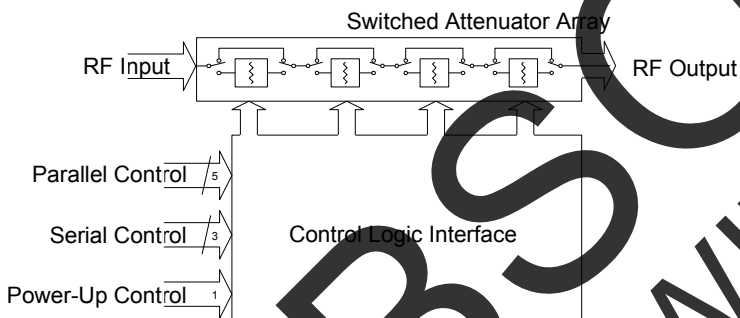 Switched Attenuator Array
RF Input
RF Output
Parallel Control
5
Serial Control
3
Control Logic Interface
Power-Up Control
1